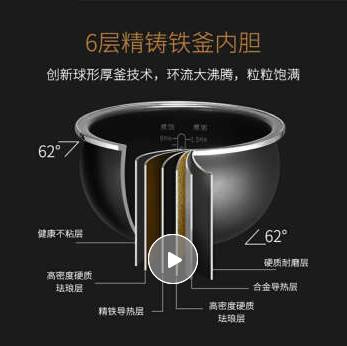 6层精铸铁釜内胆
创新球形厚釜技术，环流大沸腾，粒粒饱满
62°
62°
健康不粘层
硬质耐磨层
高密度硬质
珐琅层
合金导热层
精铁导热层
高密度硬质
珐琅层